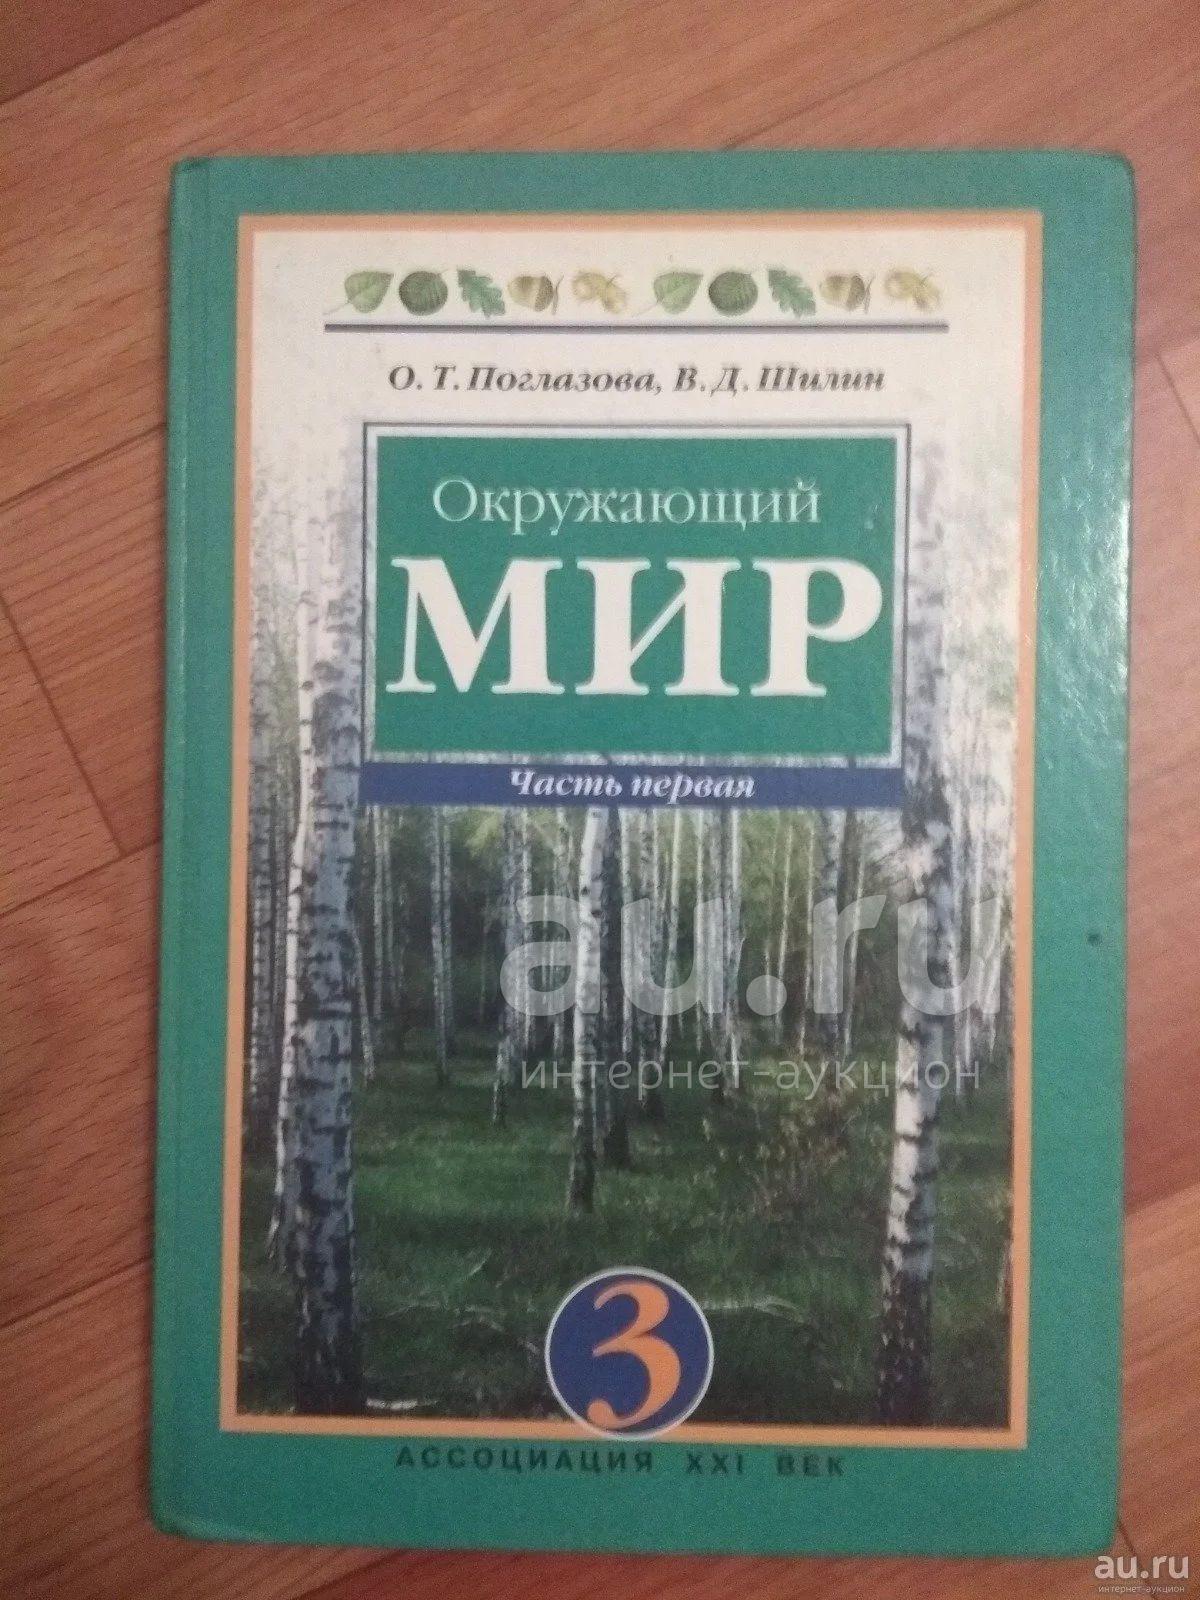 О. Т. Поглазова, В. Д. Шилин
Окружающий
МИР
Часть первая
au.ru
интернет-аукцион
3
АССОЦИАЦИЯ XXI ВЕК
au.ru
интернет-аукцион